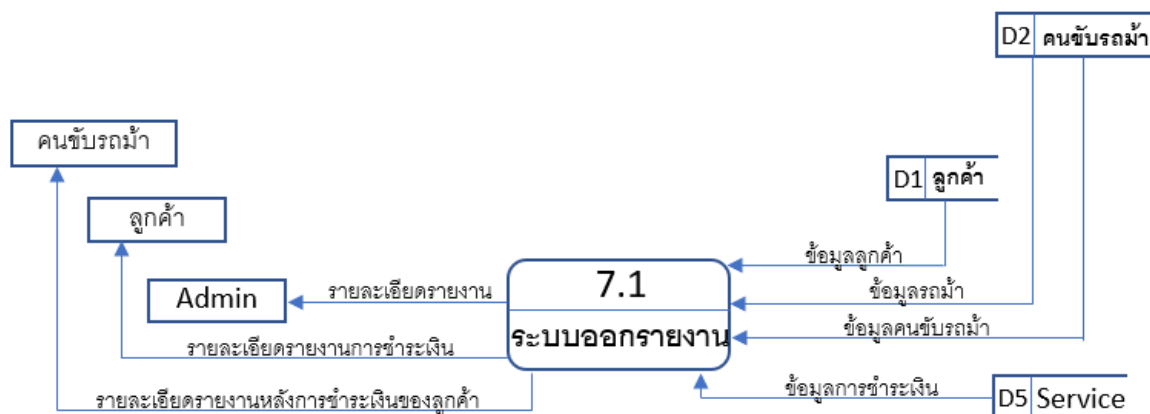 D2 คนขับรถม้า
คนขับรถม้า
D1 ลูกค้า
ลูกค้า
ข้อมูลลูกค้า
7.1
Admin
รายละเอียดรายงาน
ข้อมูลรถม้า
ระบบออกรายงาน
ข้อมูลคนขับรถม้า
รายละเอียดรายงานการชำระเงิน
ข้อมูลการชำระเงิน
D5 Service
รายละเอียดรายงานหลังการชำระเงินของลูกค้า